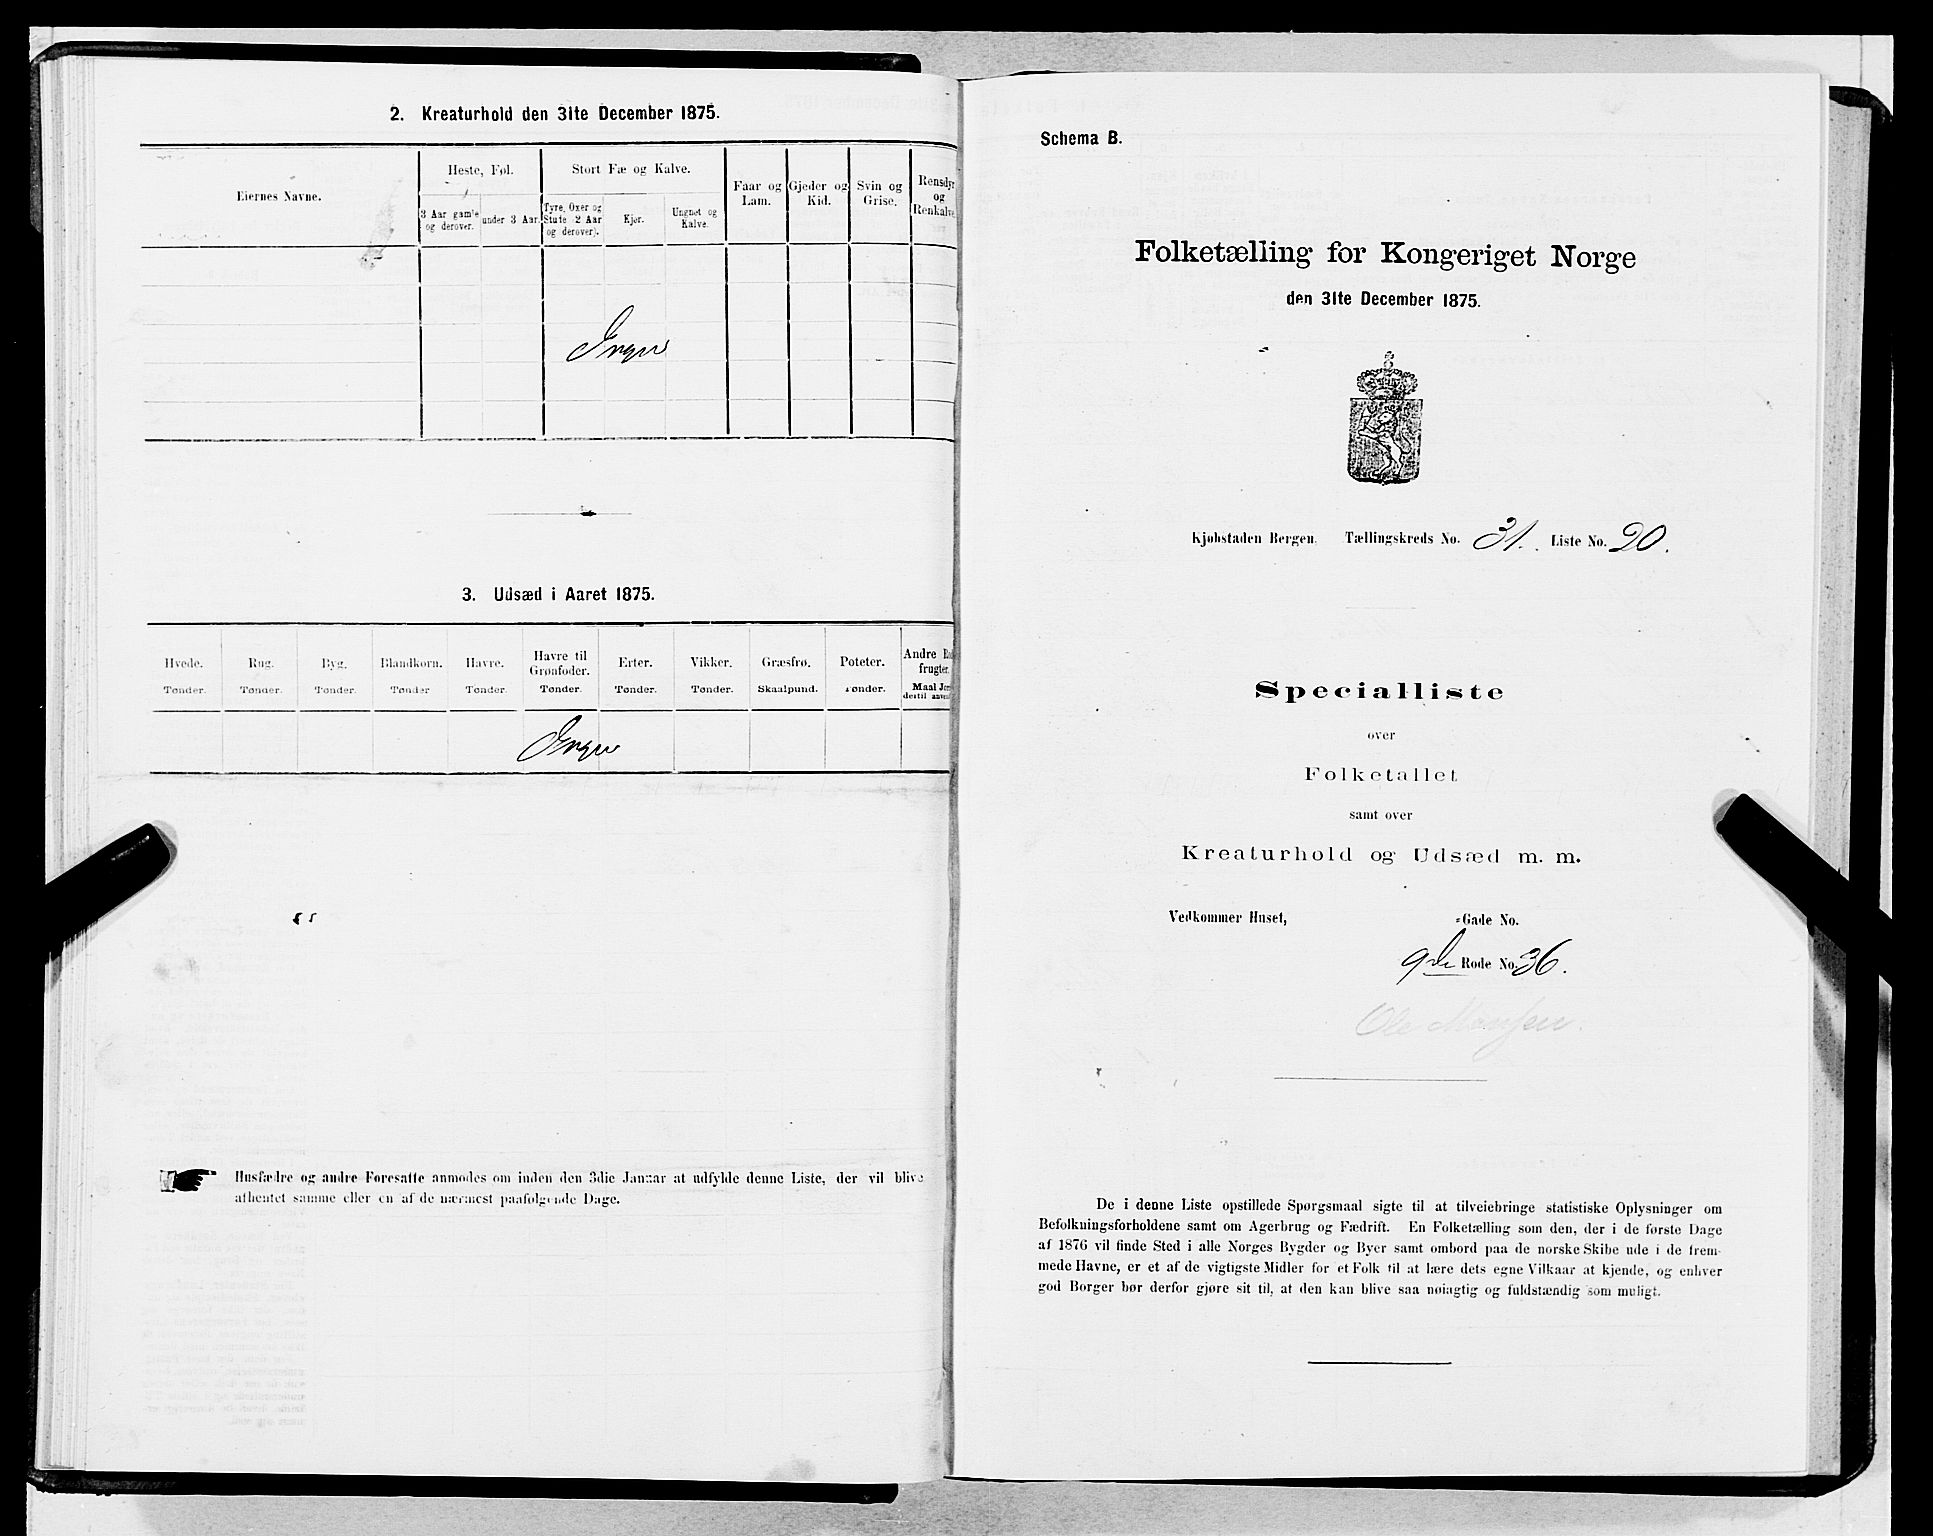 2. Kreaturhold den 31te December 1875.
Eiernes Navne.
Heste, Føl.
Stort Fæ og Kalve.
Faar og Lam.
Gjeder og Kid.
Svin og Grise.
Rensdyr og Renkalve.
3 Aar gamle og derover.
under 3 Aar.
Tyre, Oxer og Stute (2 Aar og derover).
Kjør.
Ungnet og Kalve.
Ingen
3. Udsæd i Aaret 1875.
Hvede. Rug. Byg. Blandkorn. Havre. Havre til Grønfoder. Erter. Vikker. Græsfrø. Poteter. Andre Rod frugter.
Tønder. Tønder. Tønder. Tønder Tønder. Tønder. Tønder. Tønder. Skaalpund. Tønder. Maal Jor destil anven
Ingen
Husfædre og andre Foresatte anmodes om inden den 3die Januar at udfylde denne Liste, der vil blive
afhentet samme eller en af de nærmest paafølgende Dage.
Schema B.
Folketælling for Kongeriget Norge
den 31te December 1875.
Kjøbstaden Bergen. Tællingskreds No. 31. Liste No. 20.
Specialliste
over
Folketallet
samt over
Kreaturhold og Udsæd m. m.
Vedkommer Huset, -Gade No.
9de Rode No. 36.
Ole Monsen.
De i denne Liste opstillede Spørgsmaal sigte til at tilveiebringe statistiske Oplysninger om
Befolkningsforholdene samt om Agerbrug og Fædrift. En Folketælling som den, der i de første Dage
af 1876 vil finde Sted i alle Norges Bygder og Byer samt ombord paa de norske Skibe ude i de frem-
mede Havne, er et af de vigtigste Midler for et Folk til at lære dets egne Vilkaar at kjende, og enhver
god Borger bør derfor gjøre sit til, at den kan blive saa nøiagtig og fuldstændig som muligt.